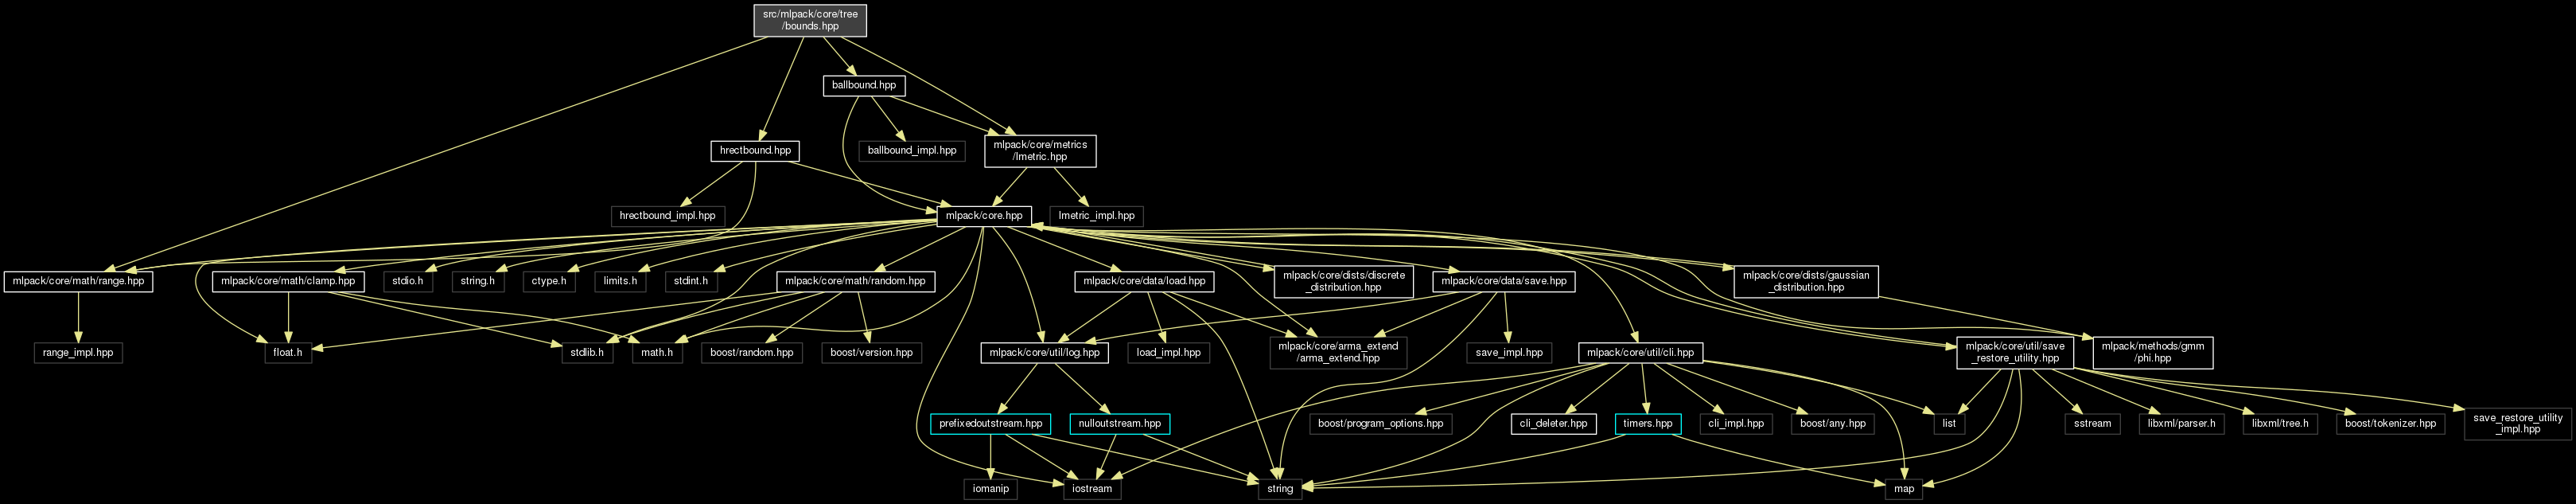 src/mlpack/core/tree
/bounds.hpp
ballbound.hpp
hrectbound.hpp
ballbound_impl.hpp
mlpack/core/metrics
/lmetric.hpp
hrectbound_impl.hpp
mlpack/core.hpp
lmetric_impl.hpp
mlpack/core/math/range.hpp
mlpack/core/math/clamp.hpp
stdio.h
string.h
ctype.h
limits.h
stdint.h
mlpack/core/math/random.hpp
mlpack/core/data/load.hpp
mlpack/core/dists/discrete
_distribution.hpp
mlpack/core/data/save.hpp
mlpack/core/dists/gaussian
_distribution.hpp
range_impl.hpp
float.h
stdlib.h
math.h
boost/random.hpp
boost/version.hpp
mlpack/core/util/log.hpp
load_impl.hpp
mlpack/core/arma_extend
/arma_extend.hpp
save_impl.hpp
mlpack/core/util/cli.hpp
mlpack/core/util/save
_restore_utility.hpp
mlpack/methods/gmm
/phi.hpp
prefixedoutstream.hpp
nulloutstream.hpp
boost/program_options.hpp
cli_deleter.hpp
timers.hpp
cli_impl.hpp
boost/any.hpp
list
sstream
libxml/parser.h
libxml/tree.h
boost/tokenizer.hpp
save_restore_utility
_impl.hpp
iomanip
iostream
string
map